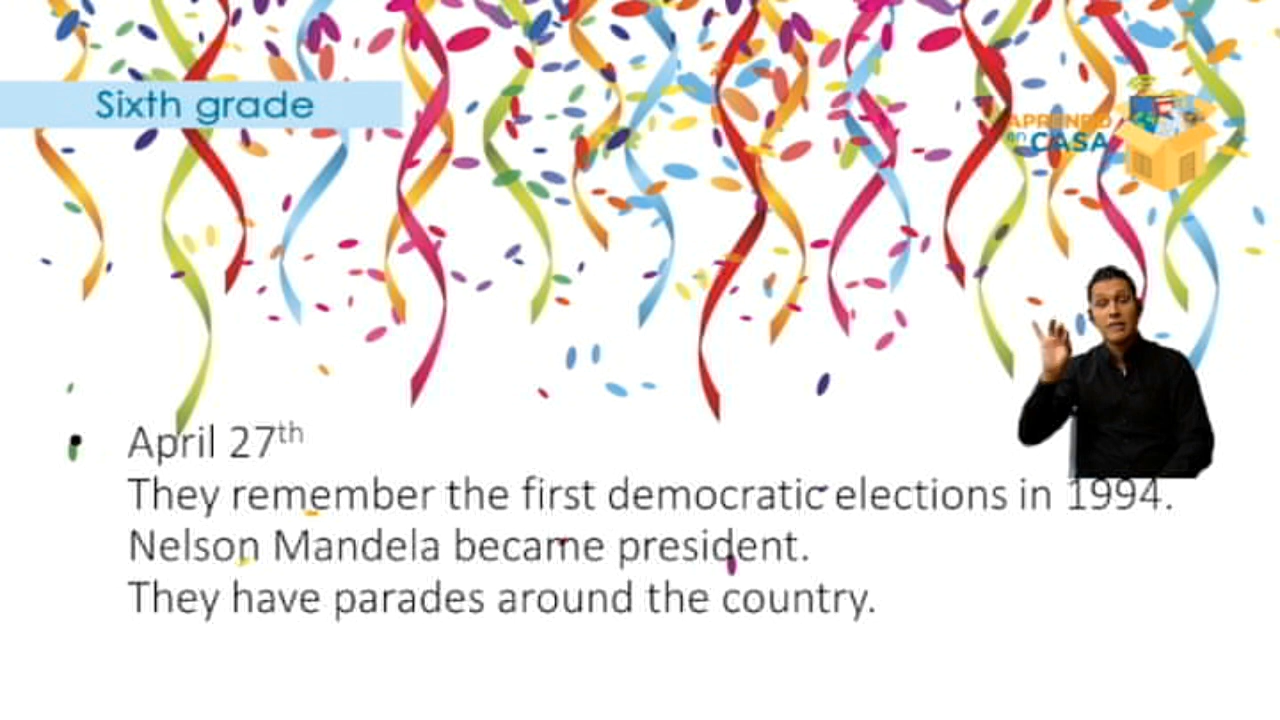 Sixth grade
APRENDO
en CASA
• April 27th
They remember the first democratic elections in 1994.
Nelson Mandela became president.
They have parades around the country.